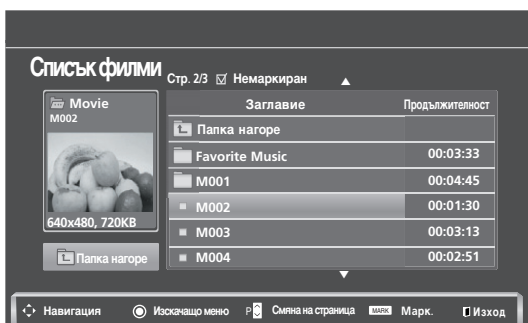 Списък филми
Стр. 2/3 Немаркиран
Movie
M002
640x480, 720KB
Папка нагоре
Заглавие Продължителност
Папка нагоре
Favorite Music 00:03:33
M001 00:04:45
M002 00:01:30
M003 00:03:13
M004 00:02:51
Навигация Изскачащо меню P Смяна на страница MARK Марк. Изход